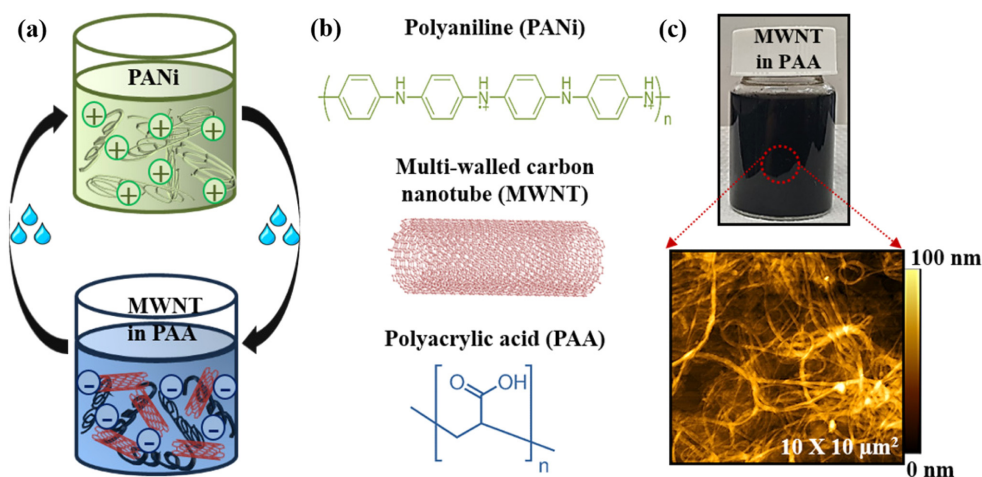 (a)
PANi
+
+
+
+
+
+
+
MWNT
in PAA
-
-
-
-
-
-
(b)
Polyaniline (PANi)
H
N
H
N
·+
H
N
H
N
·+
n
Multi-walled carbon
nanotube (MWNT)
Polyacrylic acid (PAA)
O
OH
n
(c)
MWNT
in PAA
100 nm
10 X 10 μm²
0 nm